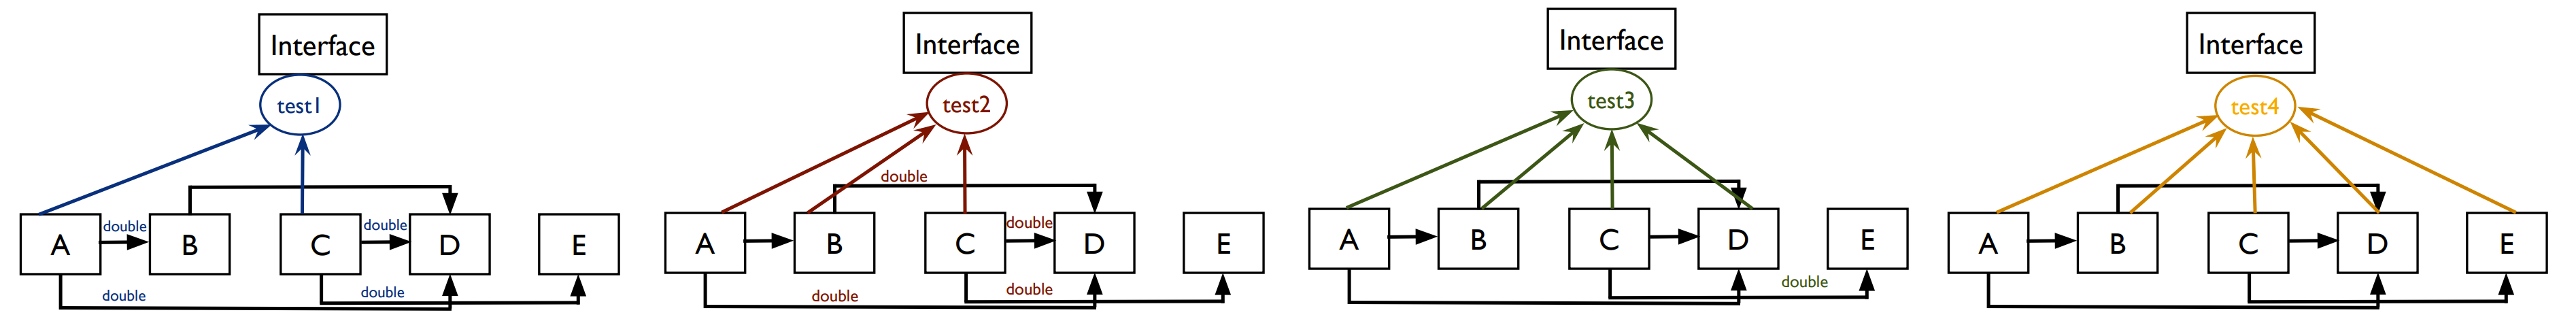 Interface
test1
double
double
A
B
C
D
E
double
double
Interface
test2
double
double
A
B
C
D
E
double
double
Interface
test3
A
B
C
D
E
double
Interface
test4
A
B
C
D
E